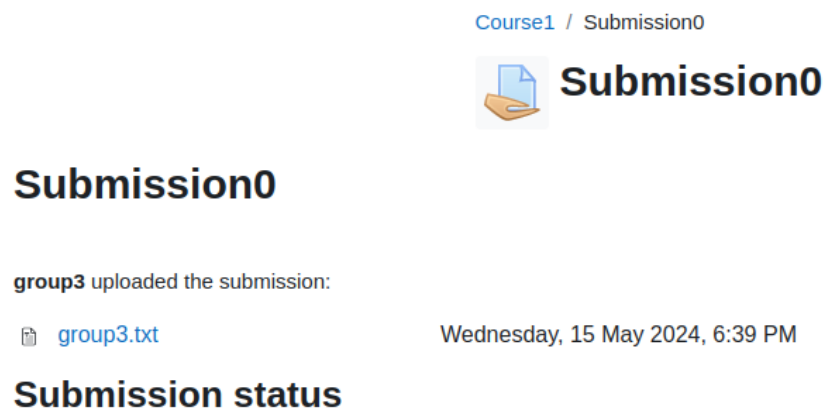 Course1 / Submission0
Submission0
Submission0
group3 uploaded the submission:
group3.txt Wednesday, 15 May 2024, 6:39 PM
Submission status